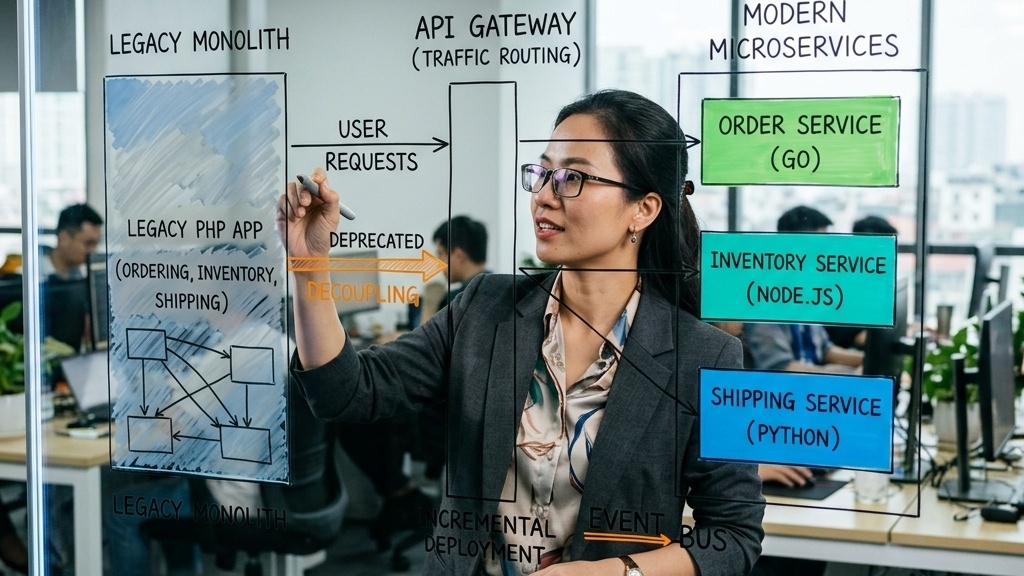 LEGACY MONOLITH
API GATEWAY
(TRAFFIC ROUTING)
MODERN
MICROSERVICES
USER
REQUESTS
LEGACY PHP APP
(ORDERING, INVENTORY,
SHIPPING)
DEPRECATED
DECOUPLING
ORDER SERVICE
(GO)
INVENTORY SERVICE
(NODE.JS)
SHIPPING SERVICE
(PYTHON)
LEGACY MONOLITH
INCREMENTAL
DEPLOYMENT
EVENT
BUS